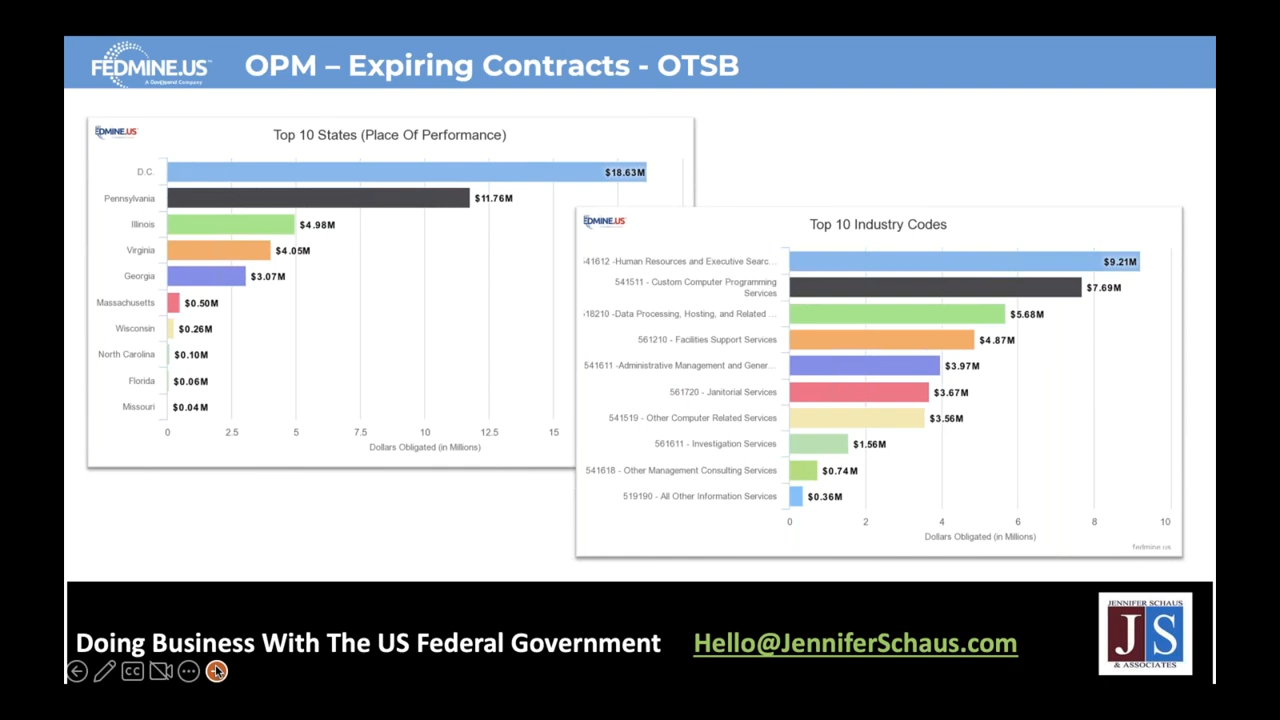 FEDMINE.US™
A GovSpend Company
OPM – Expiring Contracts - OTSB
EDMINE.US
Top 10 States (Place Of Performance)
D.C. $18.63M
Pennsylvania $11.76M
Illinois $4.98M
Virginia $4.05M
Georgia $3.07M
Massachusetts $0.50M
Wisconsin $0.26M
North Carolina $0.10M
Florida $0.06M
Missouri $0.04M
0 2.5 5 7.5 10 12.5 15
Dollars Obligated (in Millions)
EDMINE.US
Top 10 Industry Codes
41612 -Human Resources and Executive Searc... $9.21M
541511 - Custom Computer Programming
Services $7.69M
18210 -Data Processing, Hosting, and Related ... $5.68M
561210 - Facilities Support Services $4.87M
541611 -Administrative Management and Gener... $3.97M
561720 - Janitorial Services $3.67M
541519 - Other Computer Related Services $3.56M
561611 - Investigation Services $1.56M
541618 - Other Management Consulting Services $0.74M
519190 - All Other Information Services $0.36M
0 2 4 6 8 10
Dollars Obligated (in Millions)
fedmine.us
Doing Business With The US Federal Government Hello@JenniferSchaus.com
JENNIFER SCHAUS
J S
& ASSOCIATES
CC